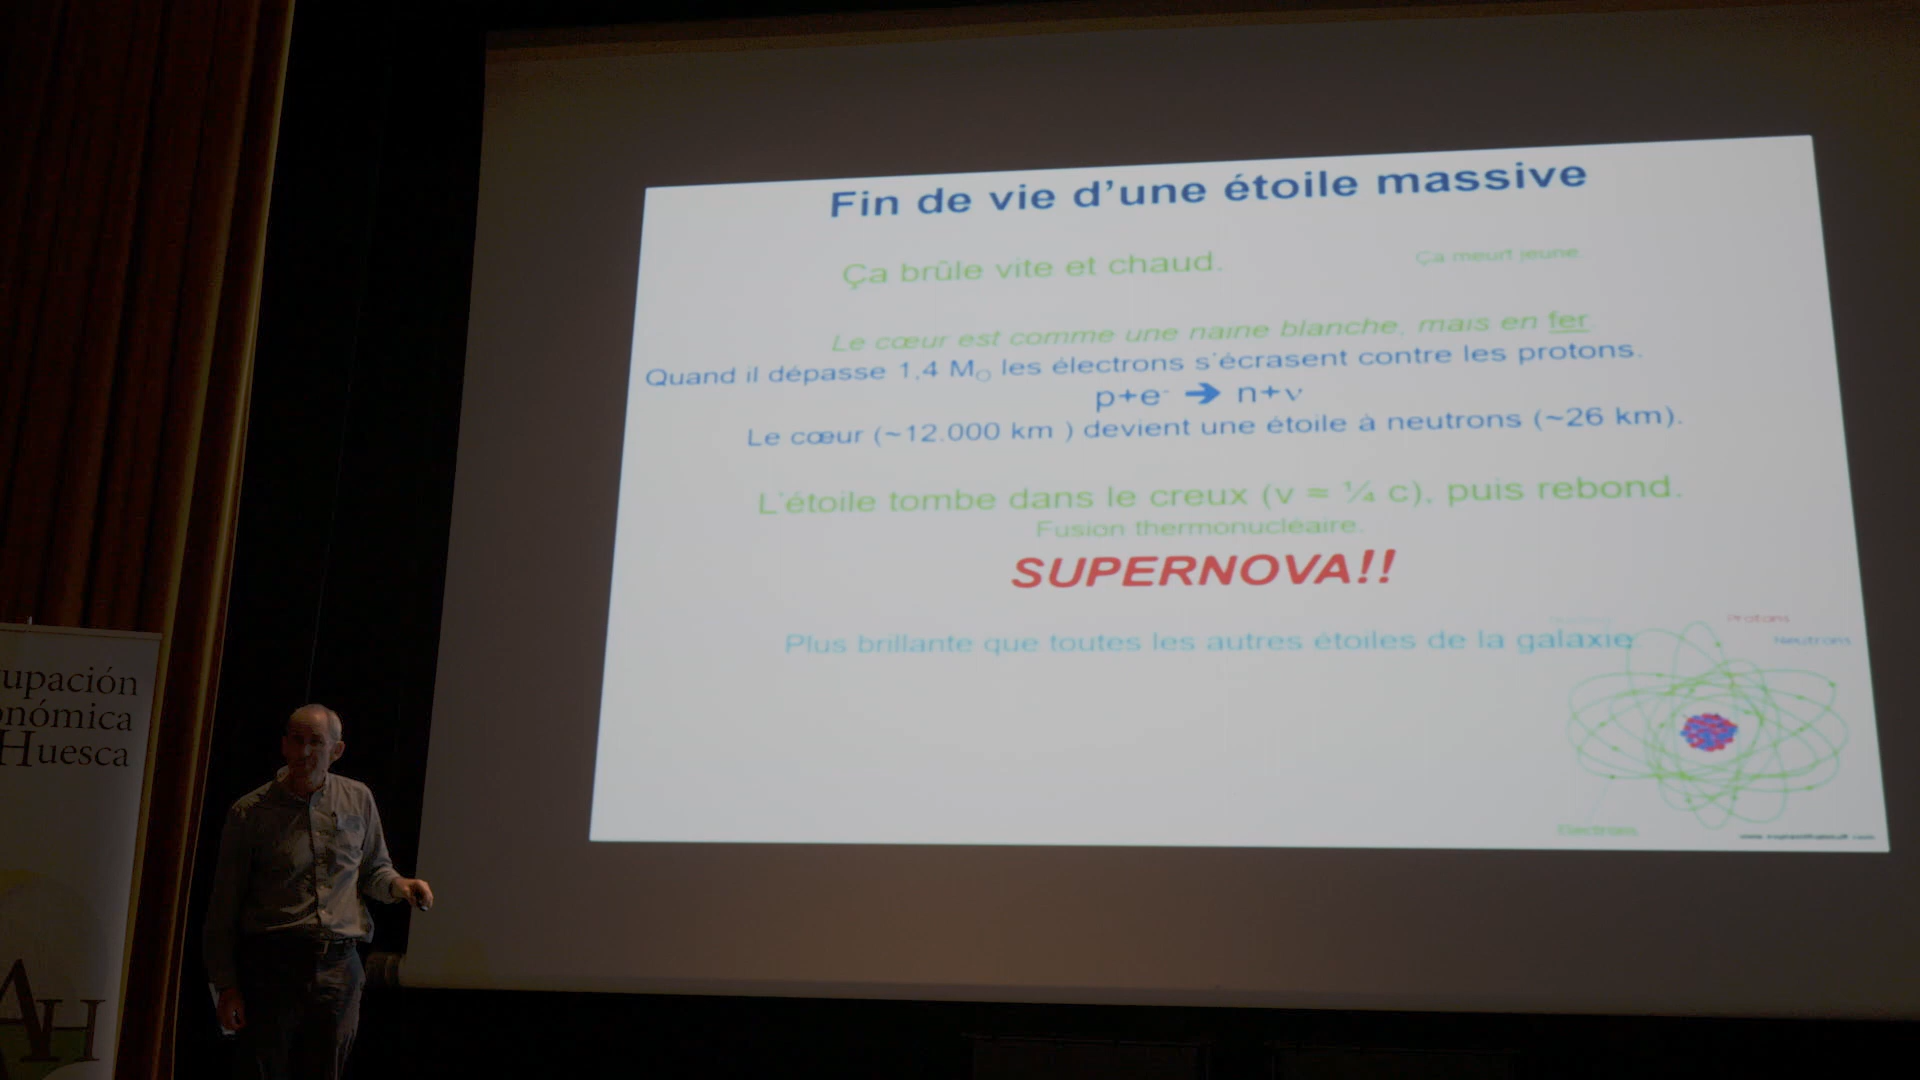 Fin de vie d'une étoile massive
Ça brûle vite et chaud.
Ça meurt jeune.
Le cœur est comme une naine blanche, mais en fer.
Quand il dépasse 1,4 M○ les électrons s'écrasent contre les protons.
p+e- ➔ n+ν
Le cœur (~12.000 km ) devient une étoile à neutrons (~26 km).
L'étoile tombe dans le creux (v = ¼ c), puis rebond.
Fusion thermonucléaire.
SUPERNOVA!!
Plus brillante que toutes les autres étoiles de la galaxie
Protons
Neutrons
Electrons
upación
onómica
Huesca
AH